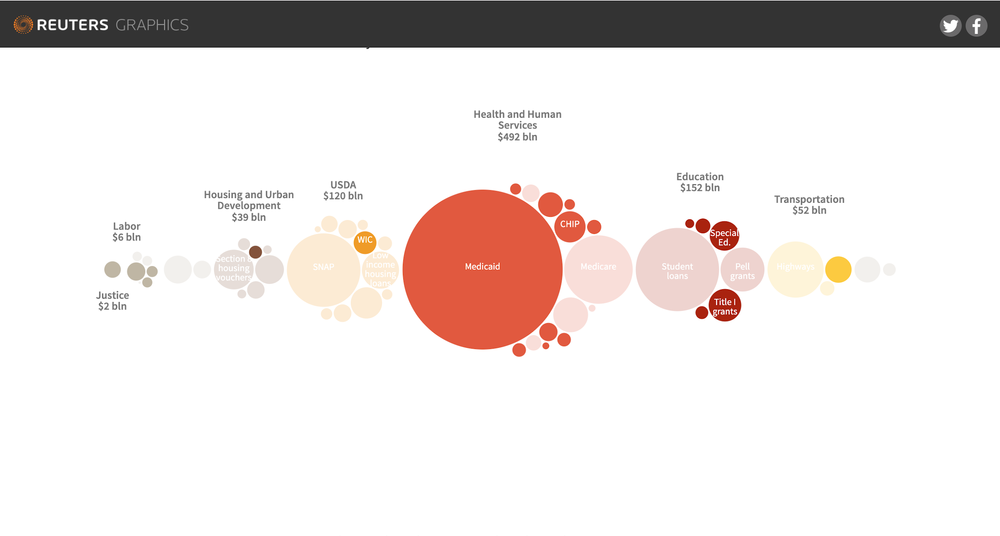 REUTERS GRAPHICS
Health and Human
Services
$492 bln
Education
$152 bln
USDA
$120 bln
Housing and Urban
Development
$39 bln
Transportation
$52 bln
Labor
$6 bln
CHIP
Special
Ed.
WIC
Low
income
housing
loans
Section 8
housing
vouchers
SNAP
Medicaid
Medicare
Student
loans
Pell
grants
Highways
Justice
$2 bln
Title I
grants